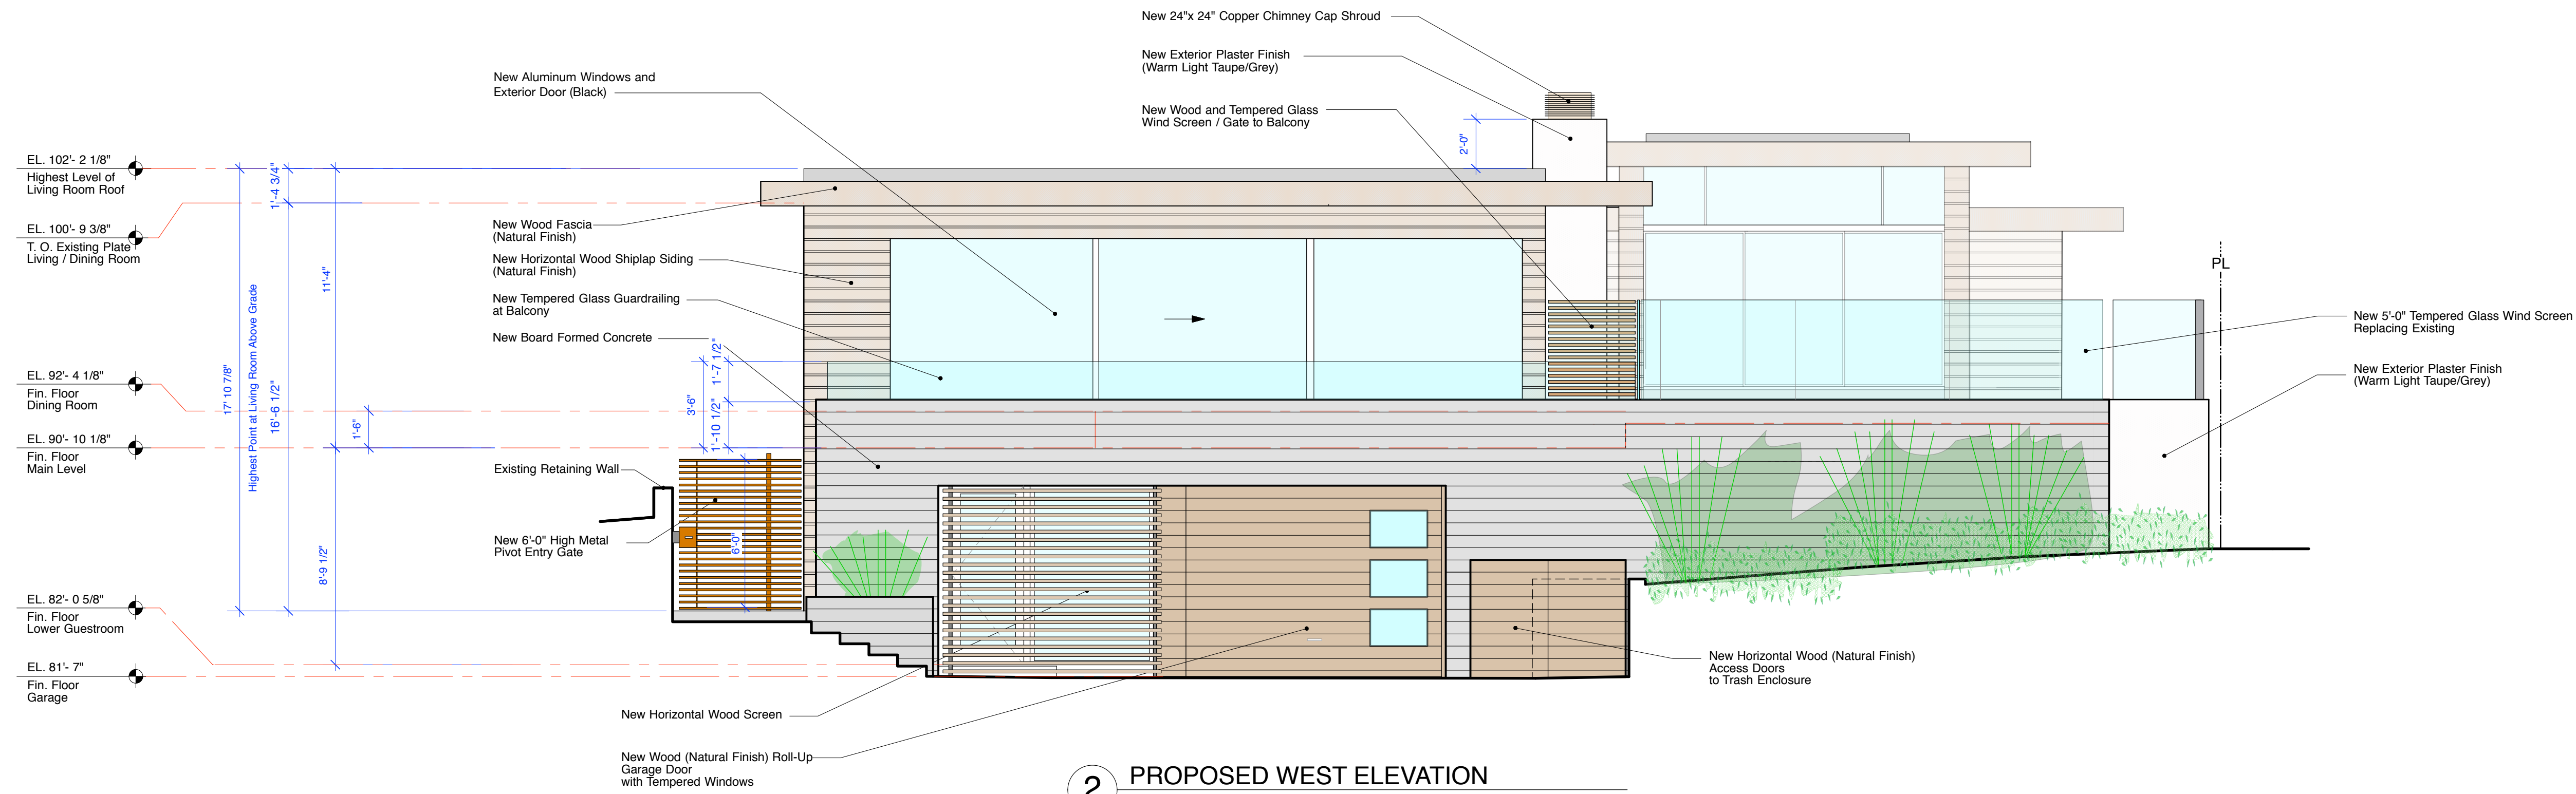 New 24"x 24" Copper Chimney Cap Shroud
New Exterior Plaster Finish
(Warm Light Taupe/Grey)
New Wood and Tempered Glass
Wind Screen / Gate to Balcony
New Aluminum Windows and
Exterior Door (Black)
New Wood Fascia
(Natural Finish)
New Horizontal Wood Shiplap Siding
(Natural Finish)
New Tempered Glass Guardrailing
at Balcony
New Board Formed Concrete
Existing Retaining Wall
New 6'-0" High Metal
Pivot Entry Gate
EL. 102'- 2 1/8"
Highest Level of
Living Room Roof
EL. 100'- 9 3/8"
T. O. Existing Plate
Living / Dining Room
EL. 92'- 4 1/8"
Fin. Floor
Dining Room
EL. 90'- 10 1/8"
Fin. Floor
Main Level
EL. 82'- 0 5/8"
Fin. Floor
Lower Guestroom
EL. 81'- 7"
Fin. Floor
Garage
17' 10 7/8"
Highest Point at Living Room Above Grade
1'-4 3/4"
16'-6 1/2"
11'-4"
8'-9 1/2"
1'-6"
3'-6"
1'-7 1/2"
1'-10 1/2"
6'-0"
2'-0"
PL
New 5'-0" Tempered Glass Wind Screen
Replacing Existing
New Exterior Plaster Finish
(Warm Light Taupe/Grey)
New Horizontal Wood (Natural Finish)
Access Doors
to Trash Enclosure
New Horizontal Wood Screen
New Wood (Natural Finish) Roll-Up
Garage Door
with Tempered Windows
2
PROPOSED WEST ELEVATION